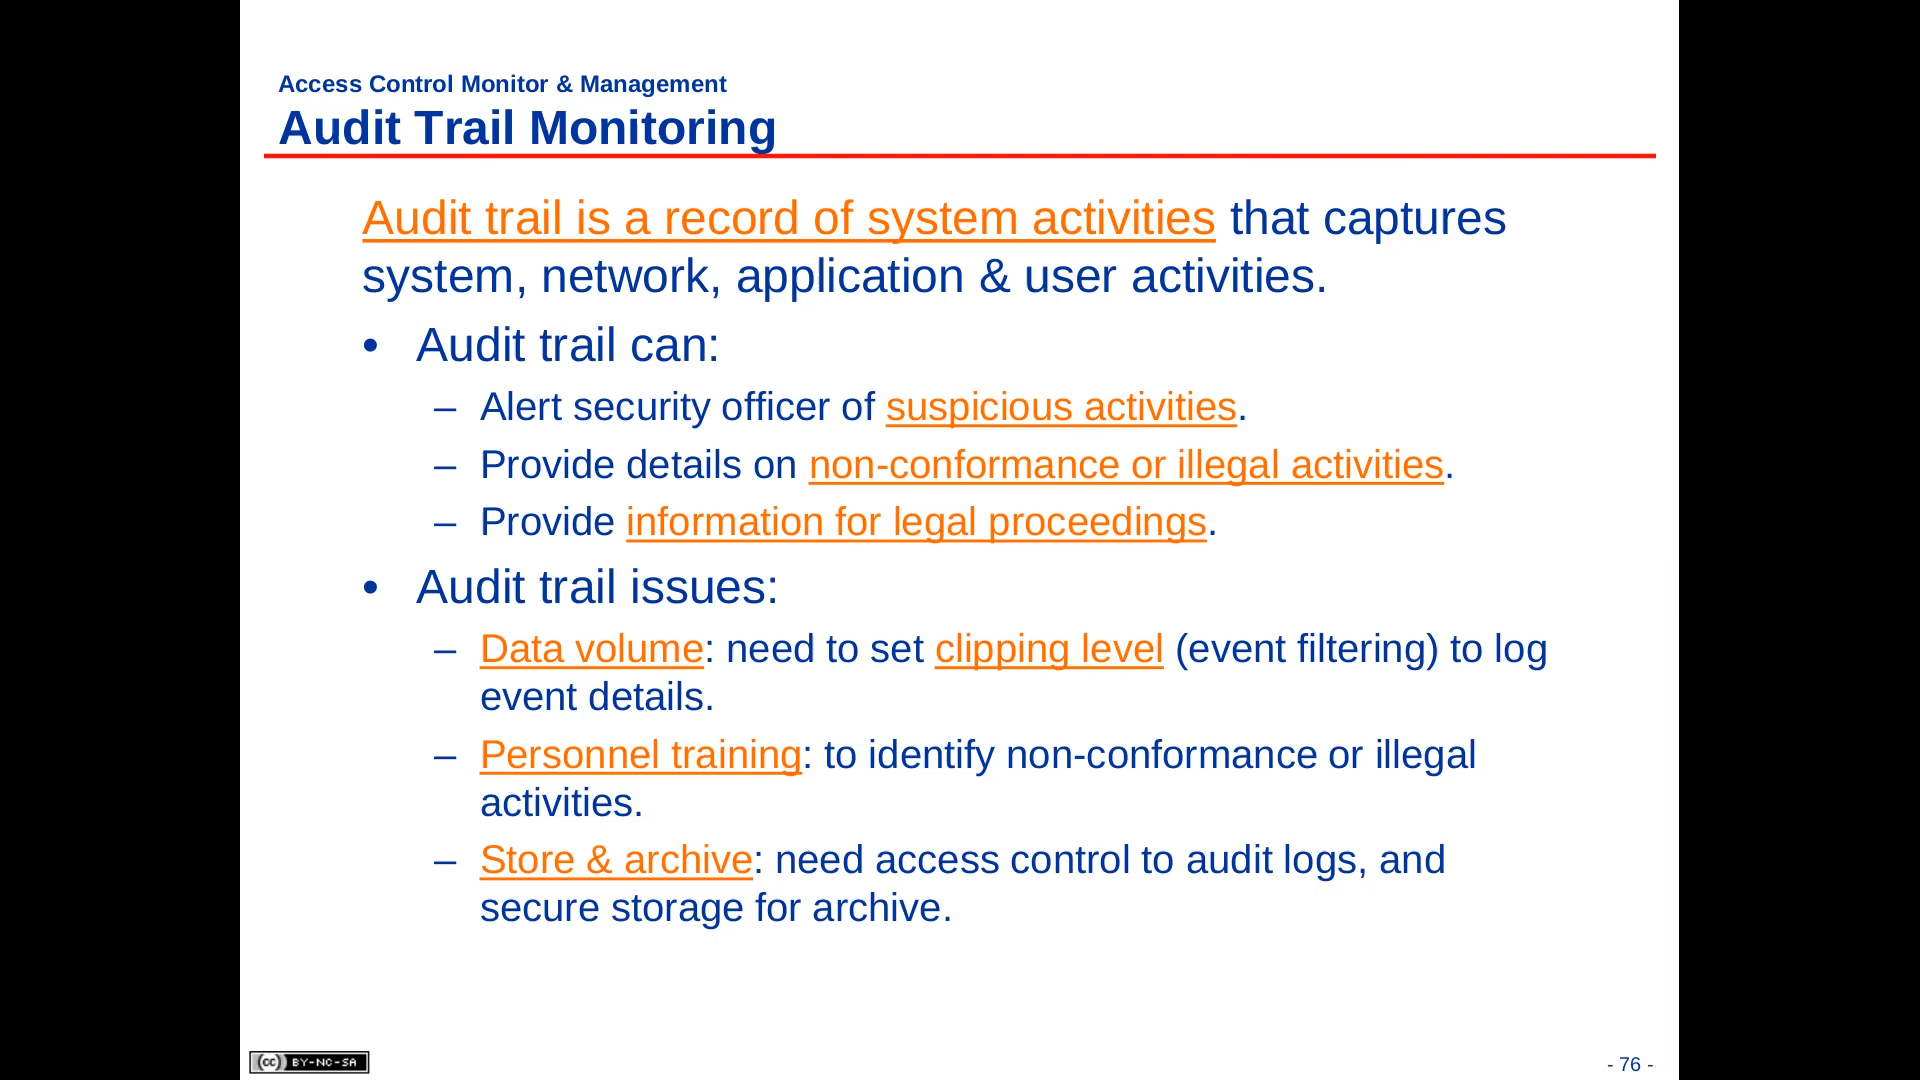 Access Control Monitor & Management
Audit Trail Monitoring
Audit trail is a record of system activities that captures
system, network, application & user activities.
• Audit trail can:
– Alert security officer of suspicious activities.
– Provide details on non-conformance or illegal activities.
– Provide information for legal proceedings.
• Audit trail issues:
– Data volume: need to set clipping level (event filtering) to log
event details.
– Personnel training: to identify non-conformance or illegal
activities.
– Store & archive: need access control to audit logs, and
secure storage for archive.
(cc) BY-NC-SA
- 76 -